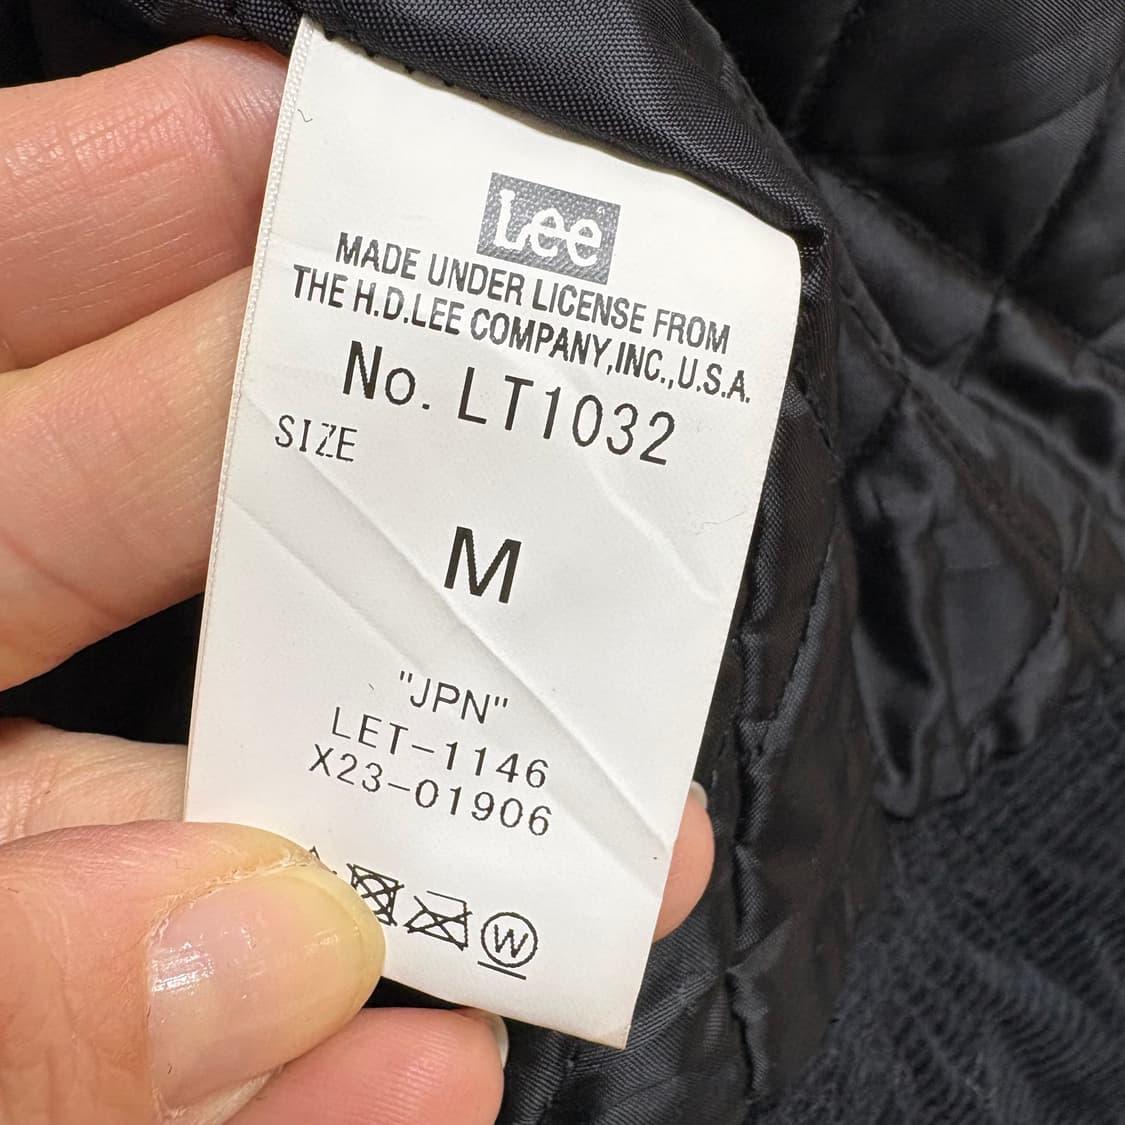 Lee
MADE UNDER LICENSE FROM
THE H.D.LEE COMPANY,INC.,U.S.A.
No. LT1032
SIZE
M
"JPN"
LET-1146
X23-01906
W